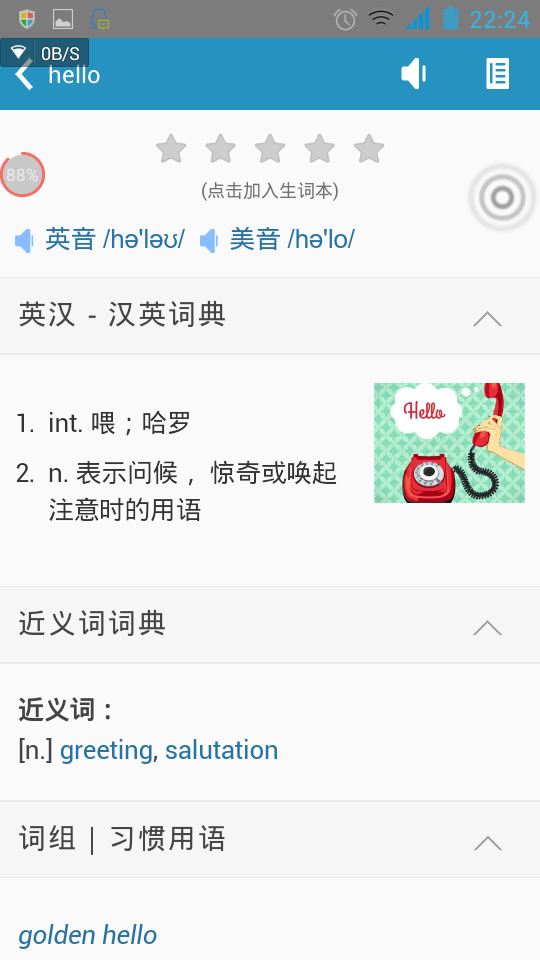 22:24
0B/S
hello
88%
(点击加入生词本)
英音 /hə'ləʊ/ 美音 /hə'lo/
英汉 - 汉英词典
1. int. 喂；哈罗
2. n. 表示问候， 惊奇或唤起
注意时的用语
Hello
近义词词典
近义词：
[n.] greeting, salutation
词组 | 习惯用语
golden hello